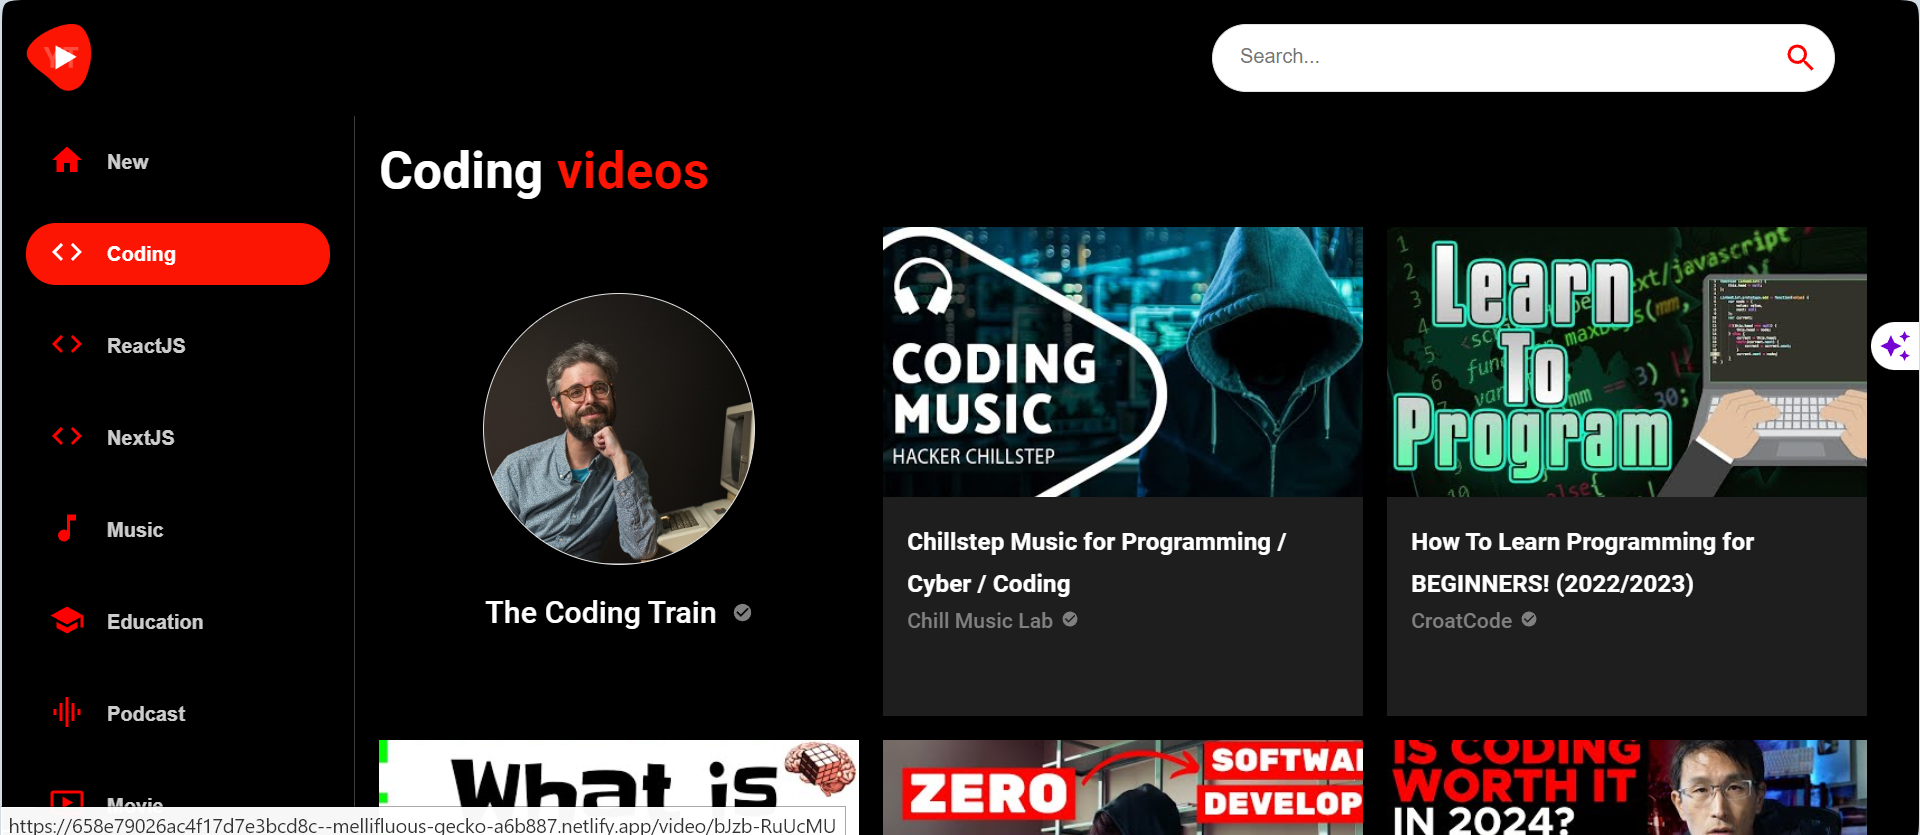 YT
Search...
New
Coding
ReactJS
NextJS
Music
Education
Podcast
Movie
Coding videos
The Coding Train
CODING
MUSIC
HACKER CHILLSTEP
Chillstep Music for Programming /
Cyber / Coding
Chill Music Lab
Learn
To
Program
How To Learn Programming for
BEGINNERS! (2022/2023)
CroatCode
What is
ZERO
SOFTWA
DEVELOP
IS CODING
WORTH IT
IN 2024?
https://658e79026ac4f17d7e3bcd8c--mellifluous-gecko-a6b887.netlify.app/video/bJzb-RuUcMU